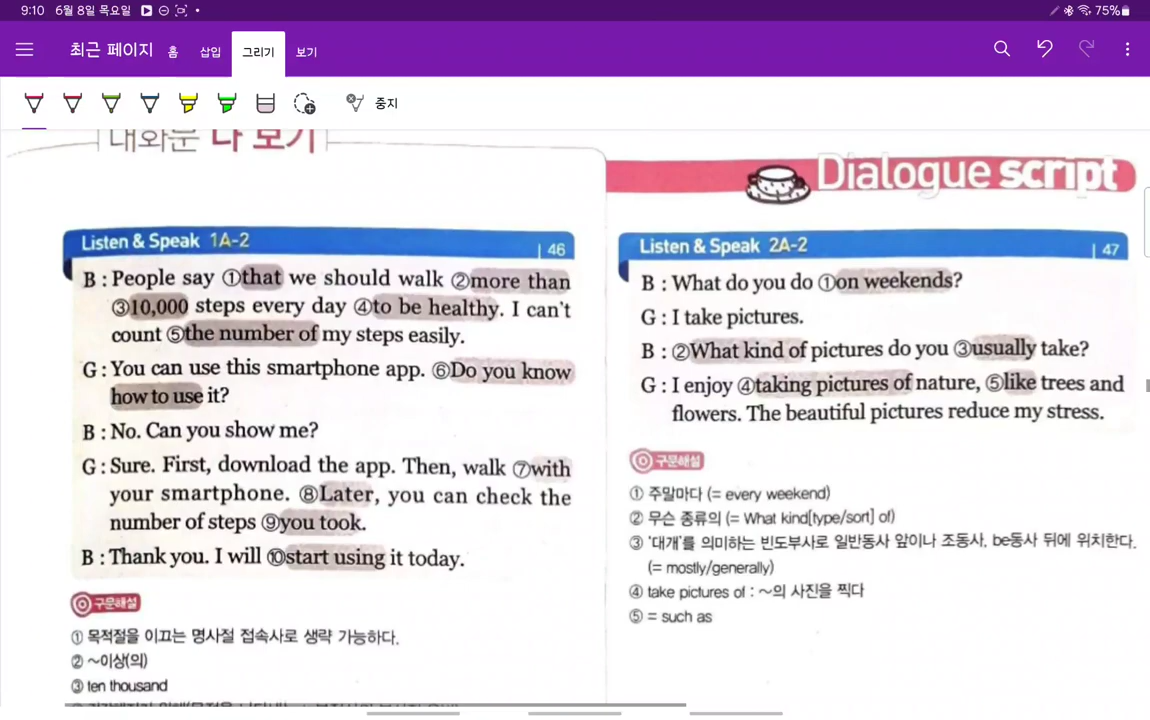 9:10 6월 8일 목요일
75%
최근 페이지 홈 삽입 그리기 보기
중지
대화문 다 보기
Dialogue script
Listen & Speak 1A-2
46
B : People say ①that we should walk ②more than
③10,000 steps every day ④to be healthy. I can't
count ⑤the number of my steps easily.
G : You can use this smartphone app. ⑥Do you know
how to use it?
B : No. Can you show me?
G : Sure. First, download the app. Then, walk ⑦with
your smartphone. ⑧Later, you can check the
number of steps ⑨you took.
B : Thank you. I will ⑩start using it today.
구문해설
① 목적절을 이끄는 명사절 접속사로 생략 가능하다.
② ~이상(의)
③ ten thousand
Listen & Speak 2A-2
47
B : What do you do ①on weekends?
G : I take pictures.
B : ②What kind of pictures do you ③usually take?
G : I enjoy ④taking pictures of nature, ⑤like trees and
flowers. The beautiful pictures reduce my stress.
구문해설
① 주말마다 (= every weekend)
② 무슨 종류의 (= What kind[type/sort] of)
③ '대개'를 의미하는 빈도부사로 일반동사 앞이나 조동사, be동사 뒤에 위치한다.
(= mostly/generally)
④ take pictures of : ~의 사진을 찍다
⑤ = such as